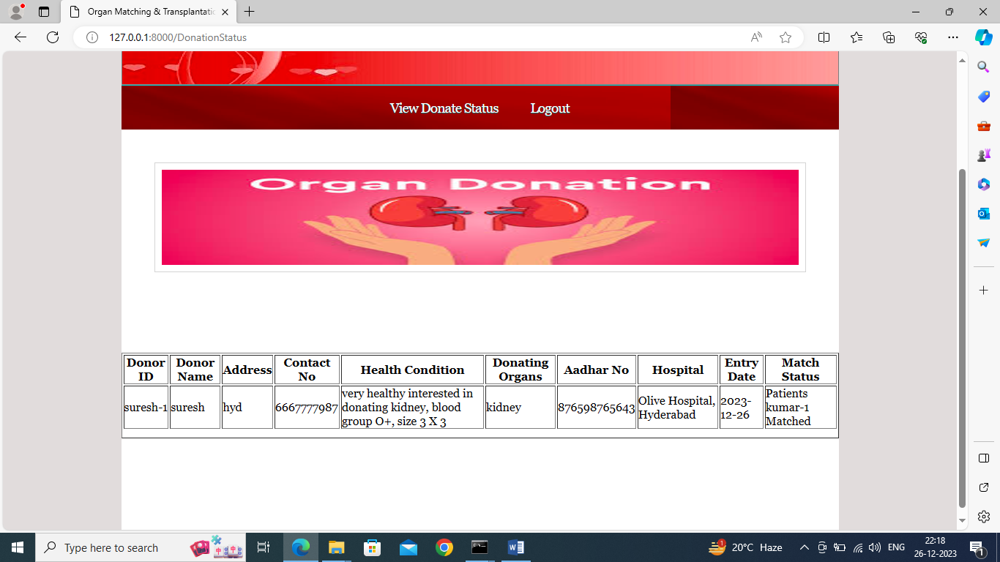 Organ Matching & Transplantatic
127.0.0.1:8000/DonationStatus
View Donate Status Logout
Organ Donation
Donor ID Donor Name Address Contact No Health Condition Donating Organs Aadhar No Hospital Entry Date Match Status
suresh-1 suresh hyd 6667777987 very healthy interested in donating kidney, blood group O+, size 3 X 3 kidney 876598765643 Olive Hospital, Hyderabad 2023-12-26 Patients kumar-1 Matched
Type here to search
1
20°C Haze
ENG
22:18
26-12-2023
1